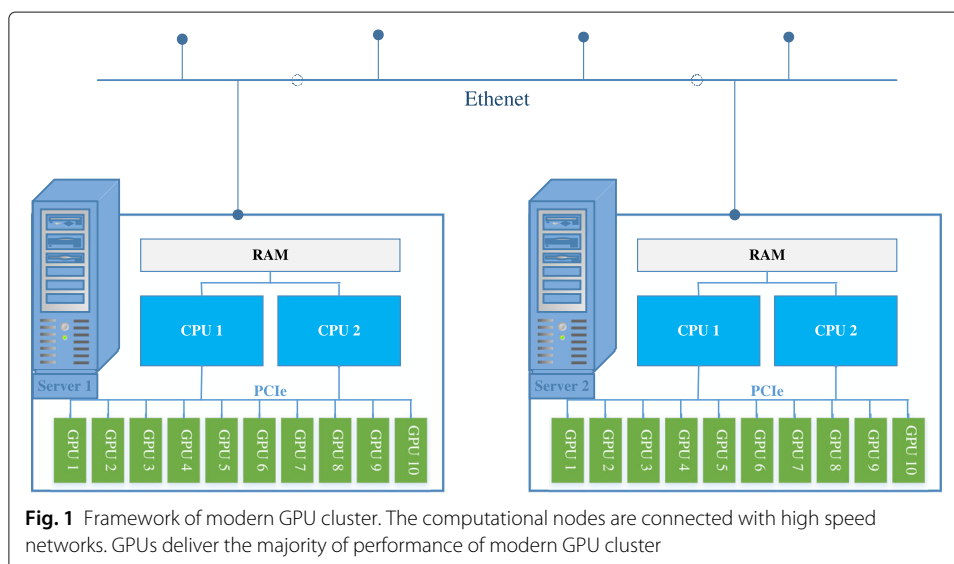 Ethenet
RAM
CPU 1
CPU 2
Server 1
PCIe
GPU 1
GPU 2
GPU 3
GPU 4
GPU 5
GPU 6
GPU 7
GPU 8
GPU 9
GPU 10
RAM
CPU 1
CPU 2
Server 2
PCIe
GPU 1
GPU 2
GPU 3
GPU 4
GPU 5
GPU 6
GPU 7
GPU 8
GPU 9
GPU 10
Fig. 1 Framework of modern GPU cluster. The computational nodes are connected with high speed
networks. GPUs deliver the majority of performance of modern GPU cluster